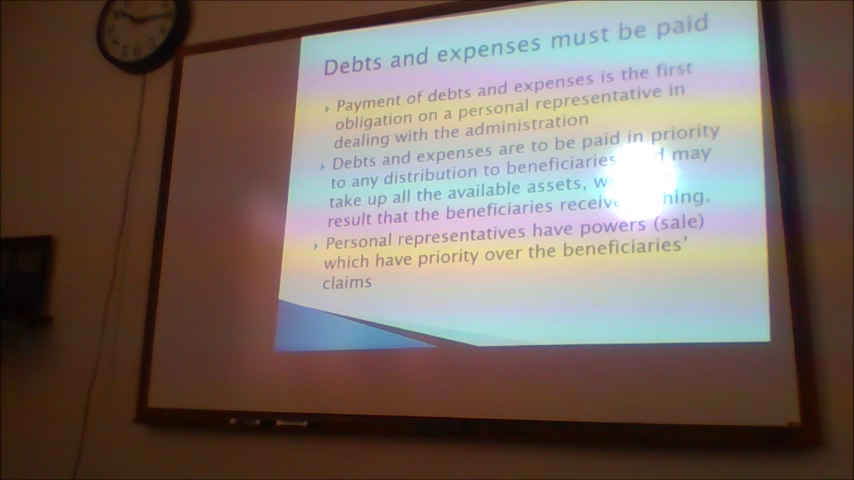 Debts and expenses must be paid
Payment of debts and expenses is the first
obligation on a personal representative in
dealing with the administration
Debts and expenses are to be paid in priority
to any distribution to beneficiaries may
take up all the available assets,
result that the beneficiaries
Personal representatives have powers (sale)
which have priority over the beneficiaries'
claims